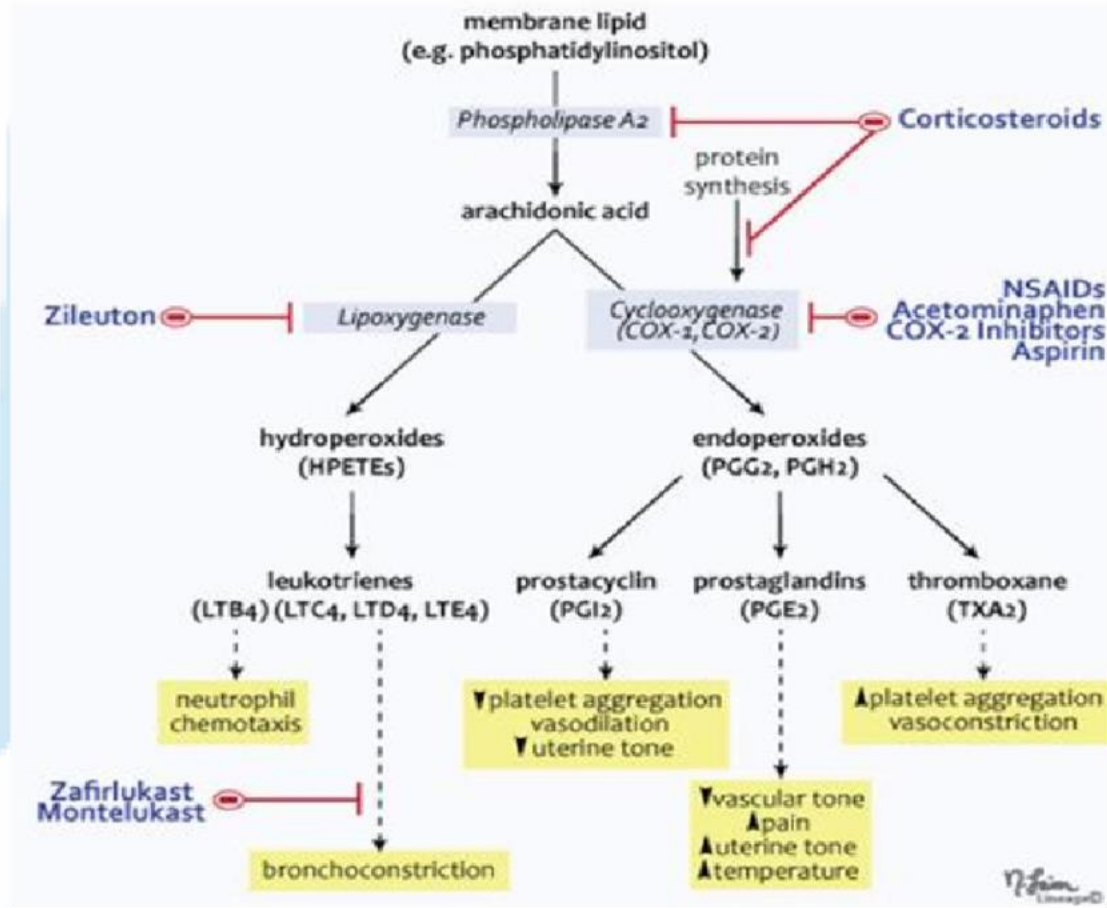 membrane lipid
(e.g. phosphatidylinositol)
Phospholipase A2
Corticosteroids
protein
synthesis
arachidonic acid
Zileuton
Lipoxygenase
Cyclooxygenase
(COX-1, COX-2)
NSAIDs
Acetominaphen
COX-2 Inhibitors
Aspirin
hydroperoxides
(HPETEs)
endoperoxides
(PGG2, PGH2)
leukotrienes
(LTB4) (LTC4, LTD4, LTE4)
prostacyclin
(PGI2)
prostaglandins
(PGE2)
thromboxane
(TXA2)
neutrophil
chemotaxis
▼platelet aggregation
vasodilation
▼uterine tone
▲platelet aggregation
vasoconstriction
Zafirlukast
Montelukast
▼vascular tone
▲pain
▲uterine tone
▲temperature
bronchoconstriction
Lineage